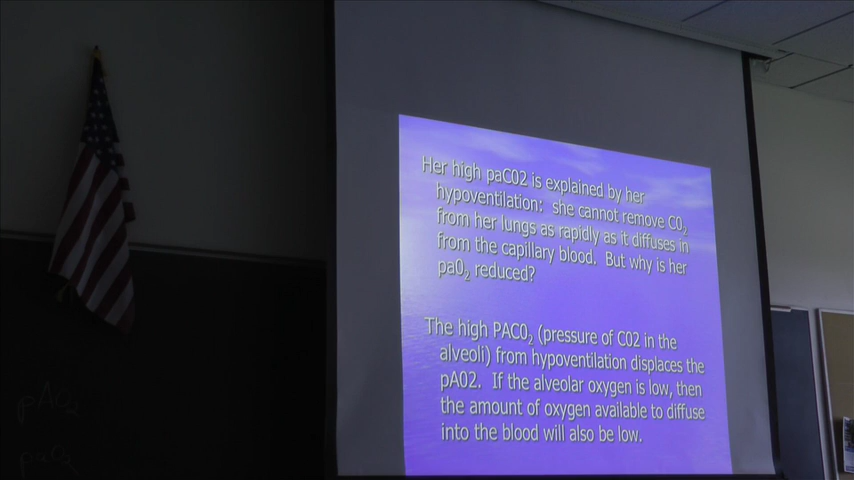 Her high paC02 is explained by her
hypoventilation: she cannot remove C0₂
from her lungs as rapidly as it diffuses in
from the capillary blood. But why is her
pa0₂ reduced?
The high PAC0₂ (pressure of C02 in the
alveoli) from hypoventilation displaces the
pA02. If the alveolar oxygen is low, then
the amount of oxygen available to diffuse
into the blood will also be low.
pAO₂
paO₂